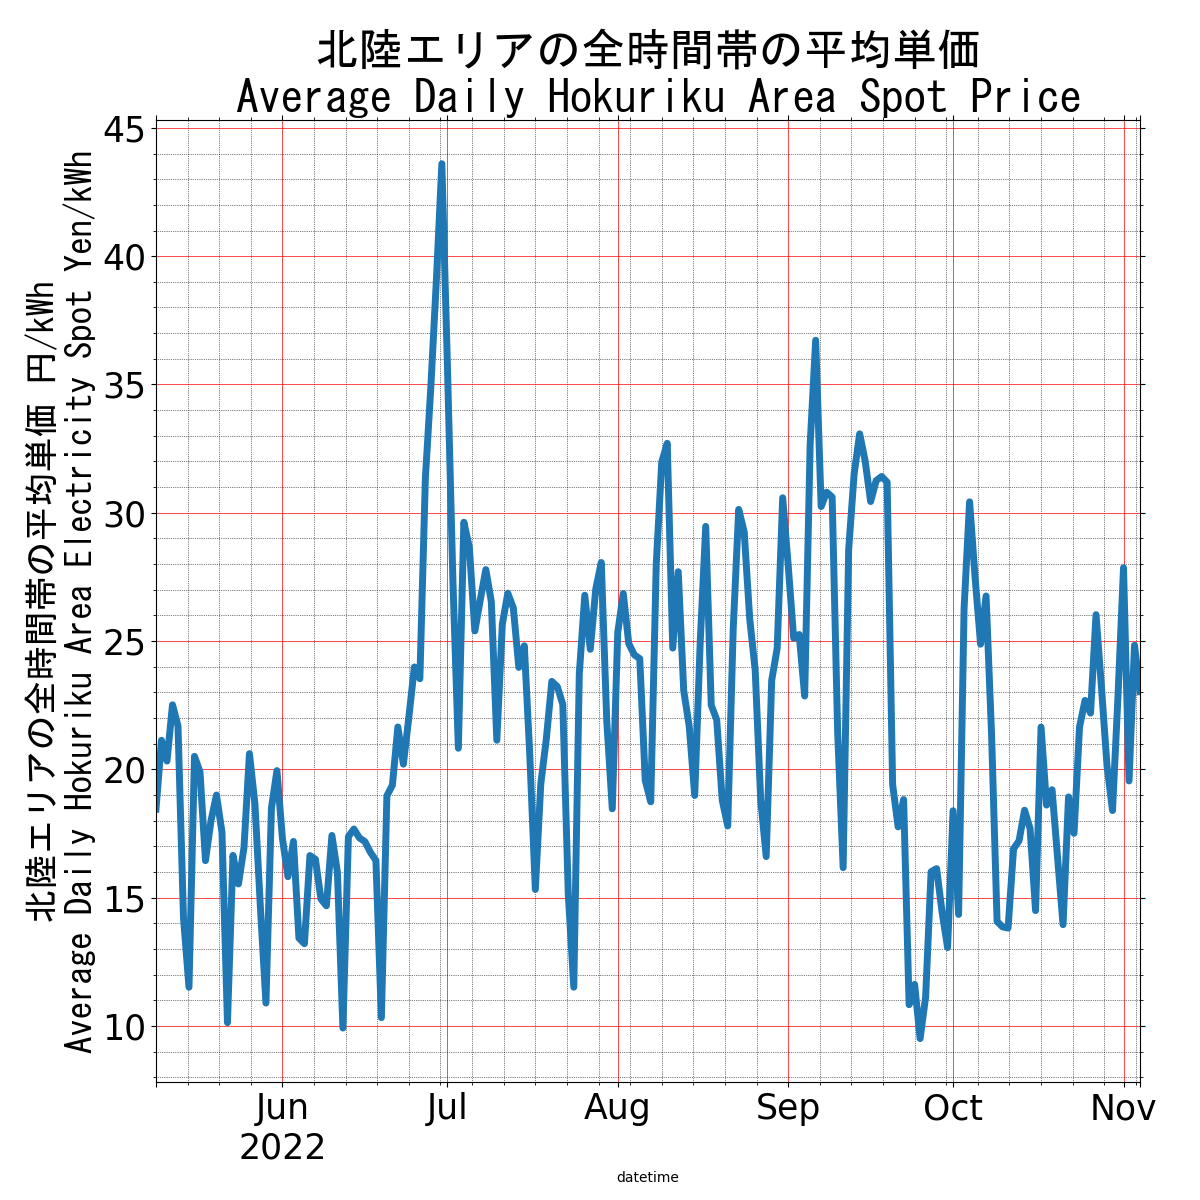 北陸エリアの全時間帯の平均単価
Average Daily Hokuriku Area Spot Price
北陸エリアの全時間帯の平均単価 円/kWh
Average Daily Hokuriku Area Electricity Spot Yen/kWh
45
40
35
30
25
20
15
10
Jun
2022
Jul
Aug
Sep
Oct
Nov
datetime